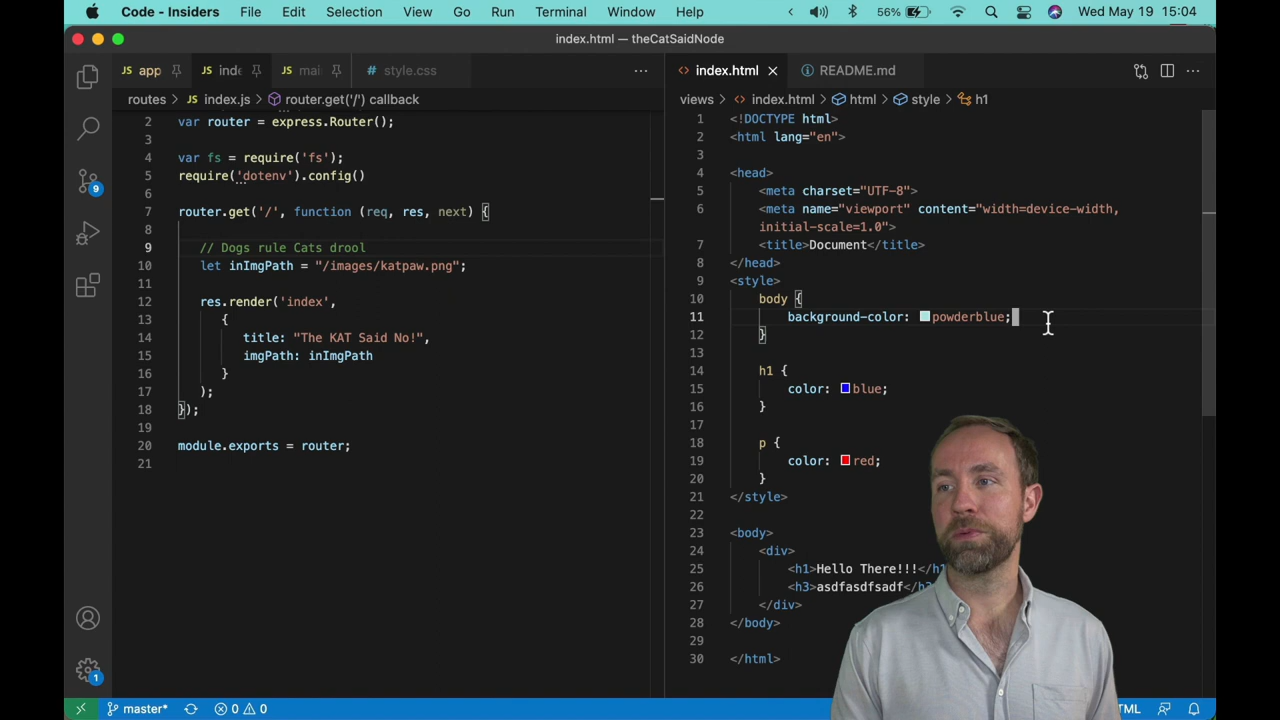 Code - Insiders File Edit Selection View Go Run Terminal Window Help 56% Wed May 19 15:04
index.html — theCatSaidNode
JS app JS inde JS mai style.css ...
<> index.html README.md ...
routes > JS index.js > router.get('/') callback
views > <> index.html > html > style > h1
2 var router = express.Router();
3
4 var fs = require('fs');
5 require('dotenv').config()
6
7 router.get('/', function (req, res, next) {
8
9 // Dogs rule Cats drool
10 let inImgPath = "/images/katpaw.png";
11
12 res.render('index',
13 {
14 title: "The KAT Said No!",
15 imgPath: inImgPath
16 }
17 );
18 });
19
20 module.exports = router;
21
1 <!DOCTYPE html>
2 <html lang="en">
3
4 <head>
5 <meta charset="UTF-8">
6 <meta name="viewport" content="width=device-width,
initial-scale=1.0">
7 <title>Document</title>
8 </head>
9 <style>
10 body {
11 background-color: powderblue;
12 }
13
14 h1 {
15 color: blue;
16 }
17
18 p {
19 color: red;
20 }
21 </style>
22
23 <body>
24 <div>
25 <h1>Hello There!!!</h1
26 <h3>asdfasdfsadf</h
27 </div>
28 </body>
29
30 </html>
9
1
master* 0 0 TML